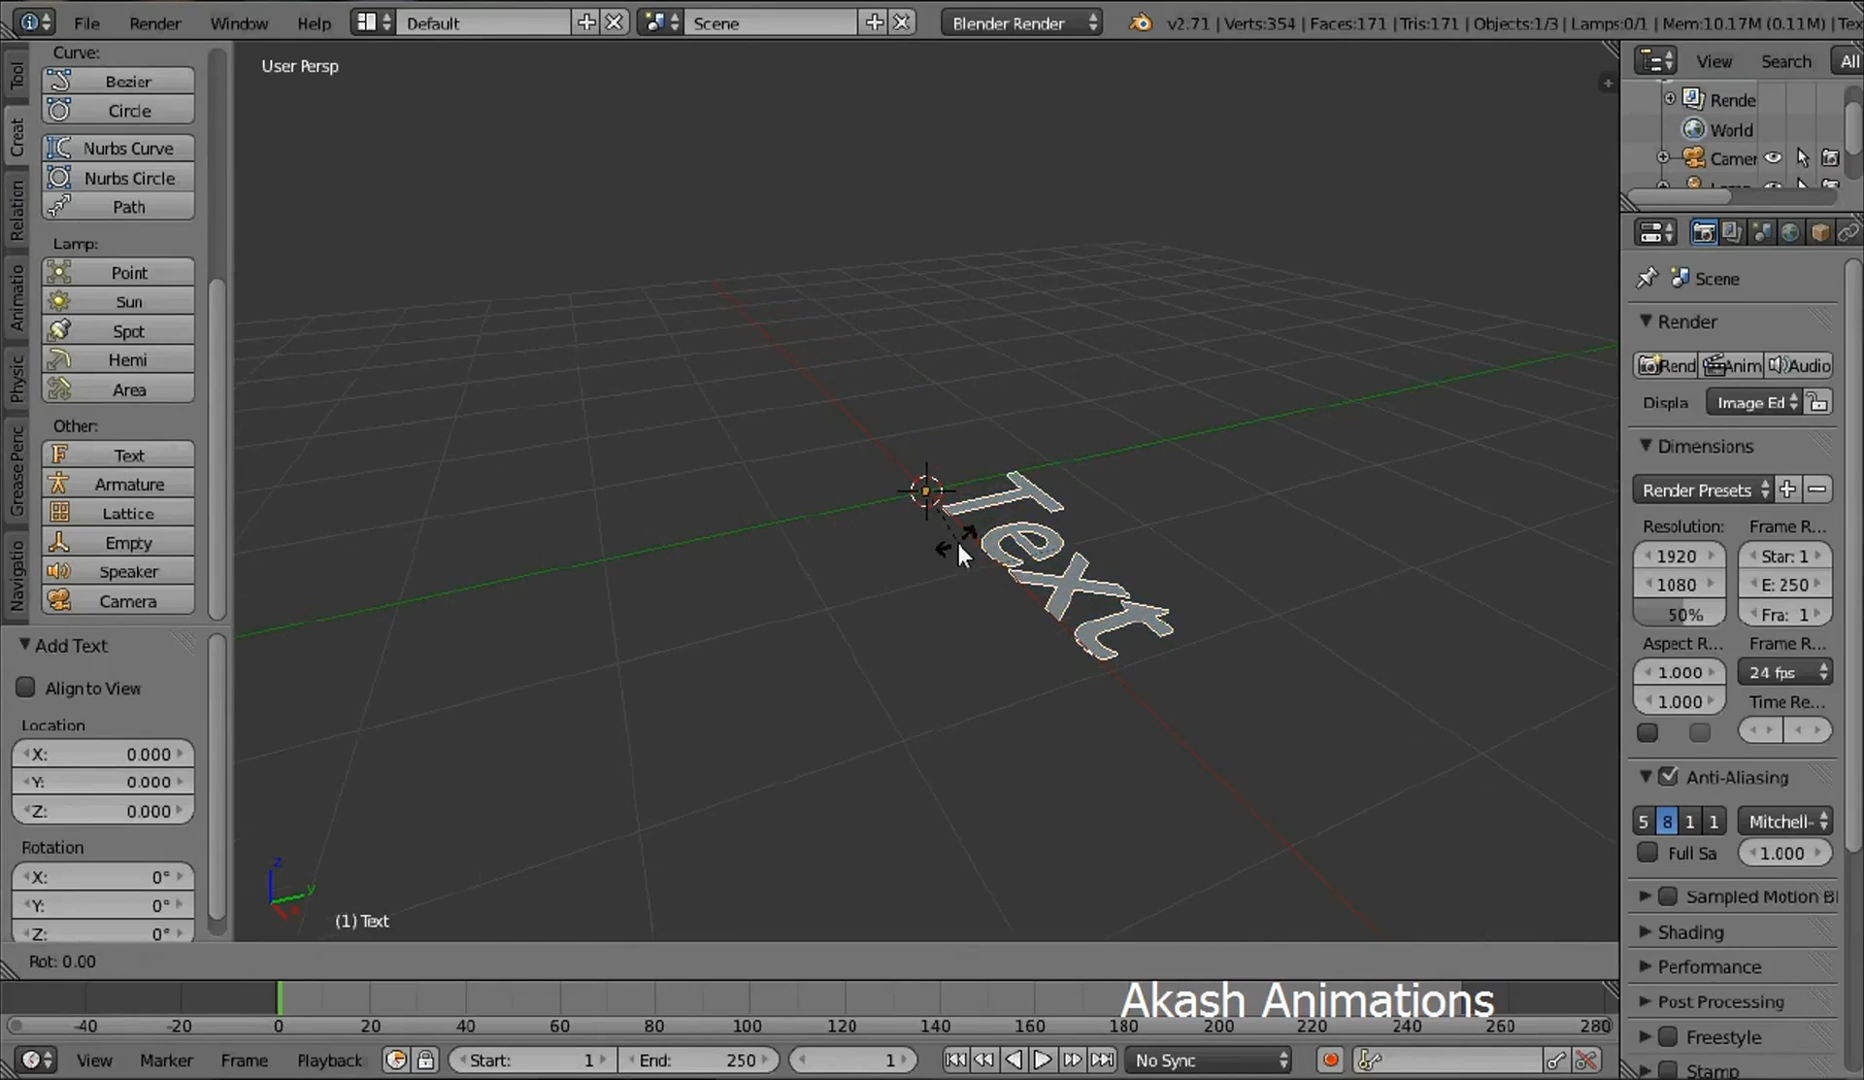 File Render Window Help Default Scene Blender Render v2.71 | Verts:354 | Faces:171 | Tris:171 | Objects:1/3 | Lamps:0/1 | Mem:10.17M (0.11M) | Tex
User Persp
Tool
Creat
Relation
Animatio
Physic
Grease Penc
Navigatio
Curve:
Bezier
Circle
Nurbs Curve
Nurbs Circle
Path
Lamp:
Point
Sun
Spot
Hemi
Area
Other:
F Text
Armature
Lattice
Empty
Speaker
Camera
Add Text
Align to View
Location
X: 0.000
Y: 0.000
Z: 0.000
Rotation
X: 0°
Y: 0°
Z: 0°
Text
z
y
x
(1) Text
Rot: 0.00
View Search All
Rende
World
Camer
Scene
Render
Rend Anim Audio
Displa Image Ed
Dimensions
Render Presets
Resolution: Frame R...
1920 Star: 1
1080 E: 250
50% Fra: 1
Aspect R... Frame R...
1.000 24 fps
1.000 Time Re...
Anti-Aliasing
5 8 1 1 Mitchell-
Full Sa 1.000
Sampled Motion Bl
Shading
Performance
Post Processing
Freestyle
Stamp
Akash Animations
-40 -20 0 20 40 60 80 100 120 140 160 180 200 220 240 260 280
View Marker Frame Playback Start: 1 End: 250 1 No Sync